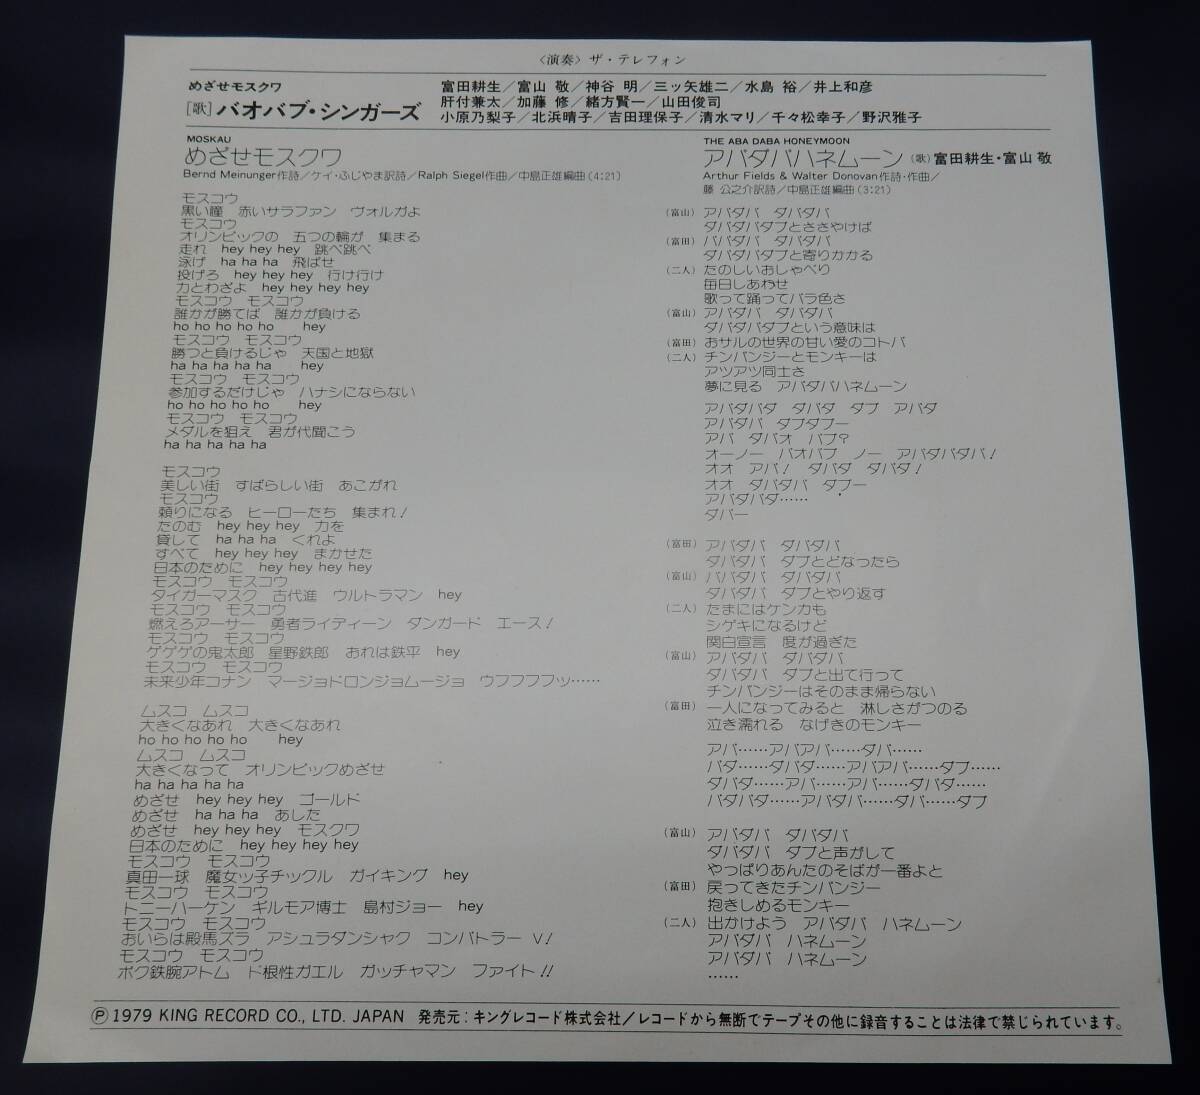 〈演奏〉ザ・テレフォン
めざせモスクワ
[歌]バオバブ・シンガーズ
富田耕生／富山 敬／神谷 明／三ッ矢雄二／水島 裕／井上和彦
肝付兼太／加藤 修／緒方賢一／山田俊司
小原乃梨子／北浜晴子／吉田理保子／清水マリ／千々松幸子／野沢雅子
MOSKAU
めざせモスクワ
Bernd Meinunger作詩／ケイ・ふじやま訳詩／Ralph Siegel作曲／中島正雄編曲(4:21)
モスコウ
黒い瞳 赤いサラファン ヴォルガよ
モスコウ
オリンピックの 五つの輪が 集まる
走れ hey hey hey 跳べ跳べ
泳げ ha ha ha 飛ばせ
投げろ hey hey hey 行け行け
力とわざよ hey hey hey hey
モスコウ モスコウ
誰かが勝てば 誰かが負ける
ho ho ho ho ho hey
モスコウ モスコウ
勝つと負けるじゃ 天国と地獄
ha ha ha ha ha hey
モスコウ モスコウ
参加するだけじゃ ハナシにならない
ho ho ho ho ho hey
モスコウ モスコウ
メダルを狙え 君が代聞こう
ha ha ha ha ha
モスコウ
美しい街 すばらしい街 あこがれ
モスコウ
頼りになる ヒーローたち 集まれ!
たのむ hey hey hey 力を
貸して ha ha ha くれよ
すべて hey hey hey まかせた
日本のために hey hey hey hey
モスコウ モスコウ
タイガーマスク 古代進 ウルトラマン hey
モスコウ モスコウ
燃えろアーサー 勇者ライディーン ダンガード エース!
モスコウ モスコウ
ゲゲゲの鬼太郎 星野鉄郎 おれは鉄平 hey
モスコウ モスコウ
未来少年コナン マージョドロンジョムージョ ウフフフフッ……
ムスコ ムスコ
大きくなあれ 大きくなあれ
ho ho ho ho ho hey
ムスコ ムスコ
大きくなって オリンピックめざせ
ha ha ha ha ha
めざせ hey hey hey ゴールド
めざせ ha ha ha あした
めざせ hey hey hey モスクワ
日本のために hey hey hey hey
モスコウ モスコウ
真田一球 魔女ッ子チックル ガイキング hey
モスコウ モスコウ
トニーハーケン ギルモア博士 島村ジョー hey
モスコウ モスコウ
おいらは殿馬ズラ アシュラダンシャク コンバトラー V!
モスコウ モスコウ
ボク鉄腕アトム ド根性ガエル ガッチャマン ファイト!!
THE ABA DABA HONEYMOON
アバダバハネムーン (歌)富田耕生・富山 敬
Arthur Fields & Walter Donovan作詩・作曲／
藤 公之介訳詩／中島正雄編曲(3:21)
(富山) アバダバ ダバダバ
ダバダバダブとささやけば
(富田) ババダバ ダバダバ
ダバダバダブと寄りかかる
(二人) たのしいおしゃべり
毎日しあわせ
歌って踊ってバラ色さ
(富山) アバダバ ダバダバ
ダバダバダブという意味は
(富田) おサルの世界の甘い愛のコトバ
(二人) チンパンジーとモンキーは
アツアツ同士さ
夢に見る アバダバハネムーン
アバダバダ ダバダ ダブ アバダ
アバダバ ダブダブー
アバ ダバオ バブ?
オーノー バオバブ ノー アバダバダバ!
オオ アバ! ダバダ ダバダ!
オオ ダバダバ ダブー
アバダバダ……
ダバー
(富田) アバダバ ダバダバ
ダバダバ ダブとどなったら
(富山) ババダバ ダバダバ
ダバダバ ダブとやり返す
(二人) たまにはケンカも
シゲキになるけど
関白宣言 度が過ぎた
(富山) アバダバ ダバダバ
ダバダバ ダブと出て行って
チンパンジーはそのまま帰らない
(富田) 一人になってみると 淋しさがつのる
泣き濡れる なげきのモンキー
アバ……アバアバ……ダバ……
バダ……ダバダ……アバアバ……ダブ……
ダバダ……アバ……アバ……ダバダ……
バダバダ……アバダバ……ダバ……ダブ
(富山) アバダバ ダバダバ
ダバダバ ダブと声がして
やっぱりあんたのそばが一番よと
(富田) 戻ってきたチンパンジー
抱きしめるモンキー
(二人) 出かけよう アバダバ ハネムーン
アバダバ ハネムーン
アバダバ ハネムーン
……
Ⓟ 1979 KING RECORD CO., LTD. JAPAN 発売元:キングレコード株式会社／レコードから無断でテープその他に録音することは法律で禁じられています。